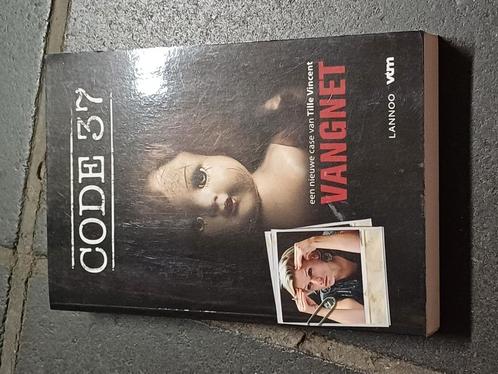 CODE 37
een nieuwe case van Tille Vincent
VANGNET
LANNOO vtm